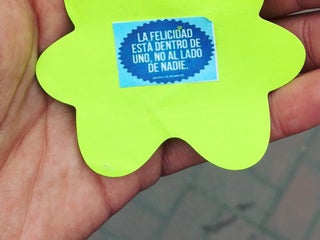 LA FELICIDAD
ESTÁ DENTRO DE
UNO, NO AL LADO
DE NADIE.